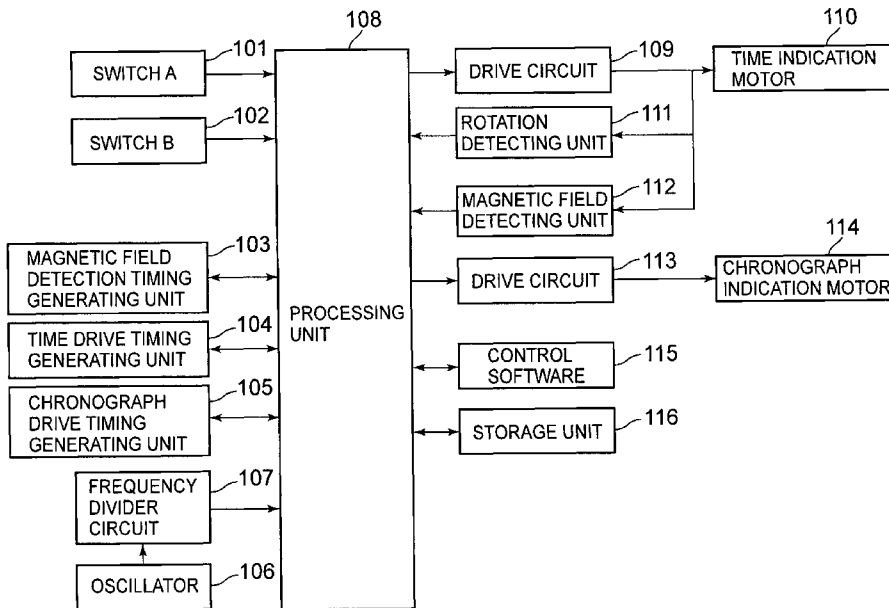 101
SWITCH A
102
SWITCH B
103
MAGNETIC FIELD
DETECTION TIMING
GENERATING UNIT
104
TIME DRIVE TIMING
GENERATING UNIT
105
CHRONOGRAPH
DRIVE TIMING
GENERATING UNIT
107
FREQUENCY
DIVIDER
CIRCUIT
106
OSCILLATOR
108
PROCESSING
UNIT
109
DRIVE CIRCUIT
110
TIME INDICATION
MOTOR
111
ROTATION
DETECTING UNIT
112
MAGNETIC FIELD
DETECTING UNIT
113
DRIVE CIRCUIT
114
CHRONOGRAPH
INDICATION MOTOR
115
CONTROL
SOFTWARE
116
STORAGE UNIT